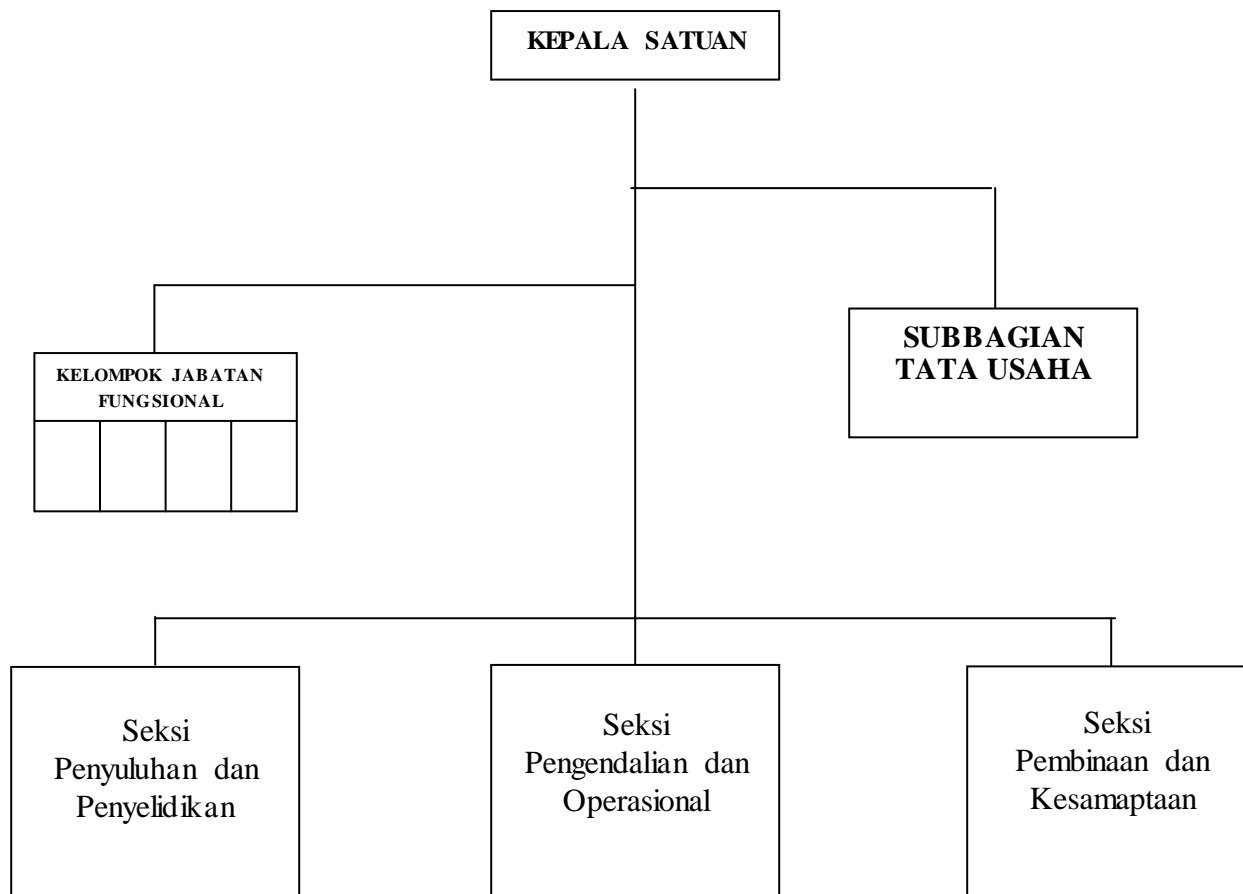 KEPALA SATUAN
SUBBAGIAN
TATA USAHA
KELOMPOK JABATAN
FUNGSIONAL
Seksi
Penyuluhan dan
Penyelidikan
Seksi
Pengendalian dan
Operasional
Seksi
Pembinaan dan
Kesamaptaan